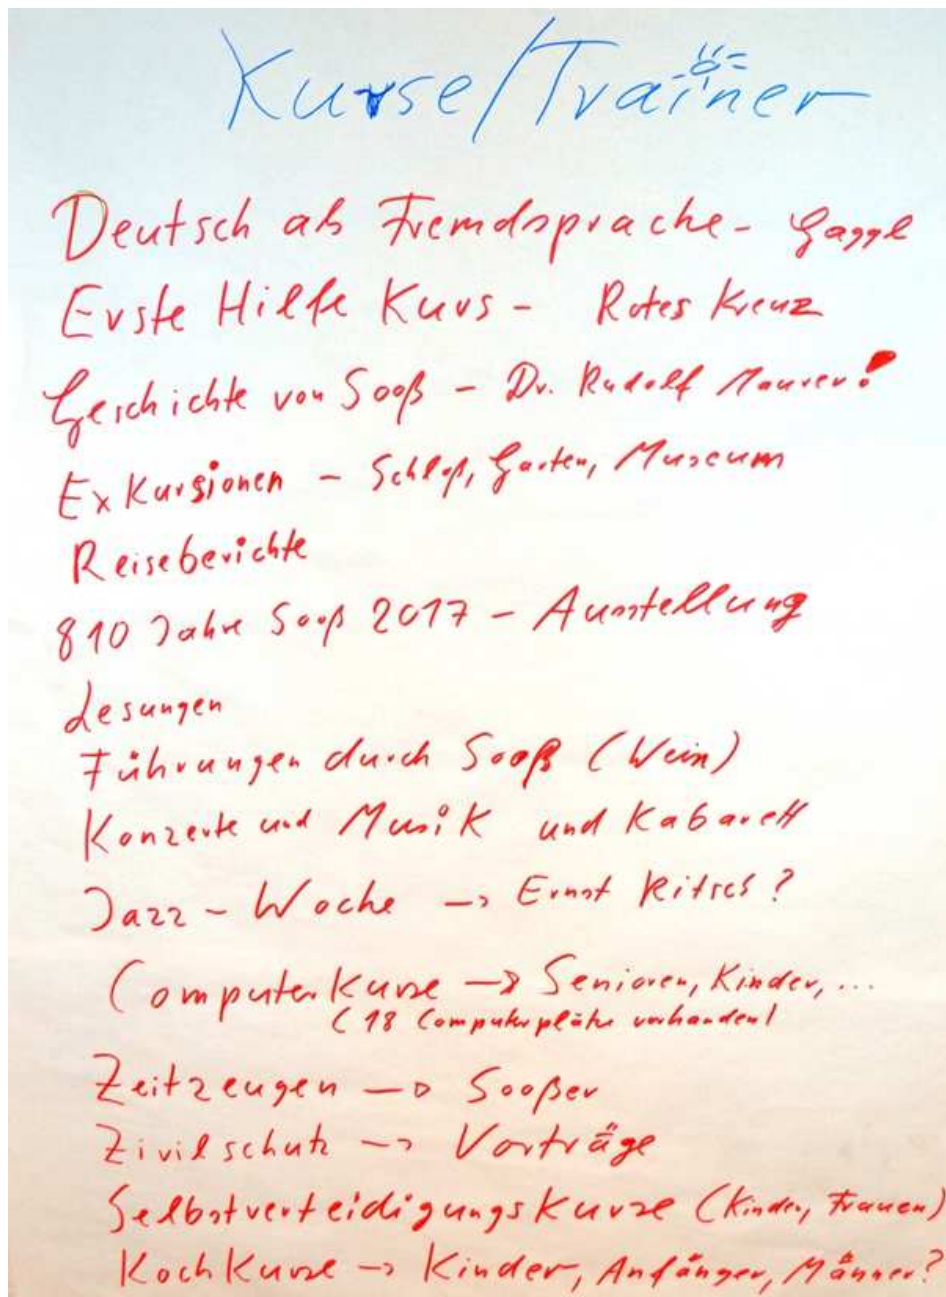 Kurse/Trainer
Deutsch als Fremdsprache - Gaggl
Erste Hilfe Kurs - Rotes Kreuz
Geschichte von Sooß - Dr. Rudolf Maurer!
Exkursionen - Schloß, Garten, Museum
Reiseberichte
810 Jahre Sooß 2017 - Ausstellung
Lesungen
Führungen durch Sooß (Wein)
Konzerte und Musik und Kabarett
Jazz - Woche → Ernst Ritsch?
Computerkurse → Senioren, Kinder, ...
(18 Computerplätze vorhanden)
Zeitzeugen → Sooßer
Zivilschutz → Vorträge
Selbstverteidigungskurse (Kinder, Frauen)
Kochkurse → Kinder, Anfänger, Männer?